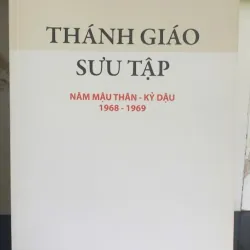 THÁNH GIÁO
SƯU TẬP
NĂM MẬU THÂN - KỶ DẬU
1968 - 1969